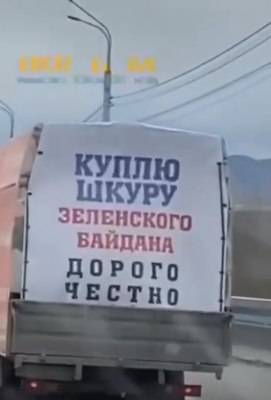 КУПЛЮ
ШКУРУ
ЗЕЛЕНСКОГО
БАЙДАНА
ДОРОГО
ЧЕСТНО